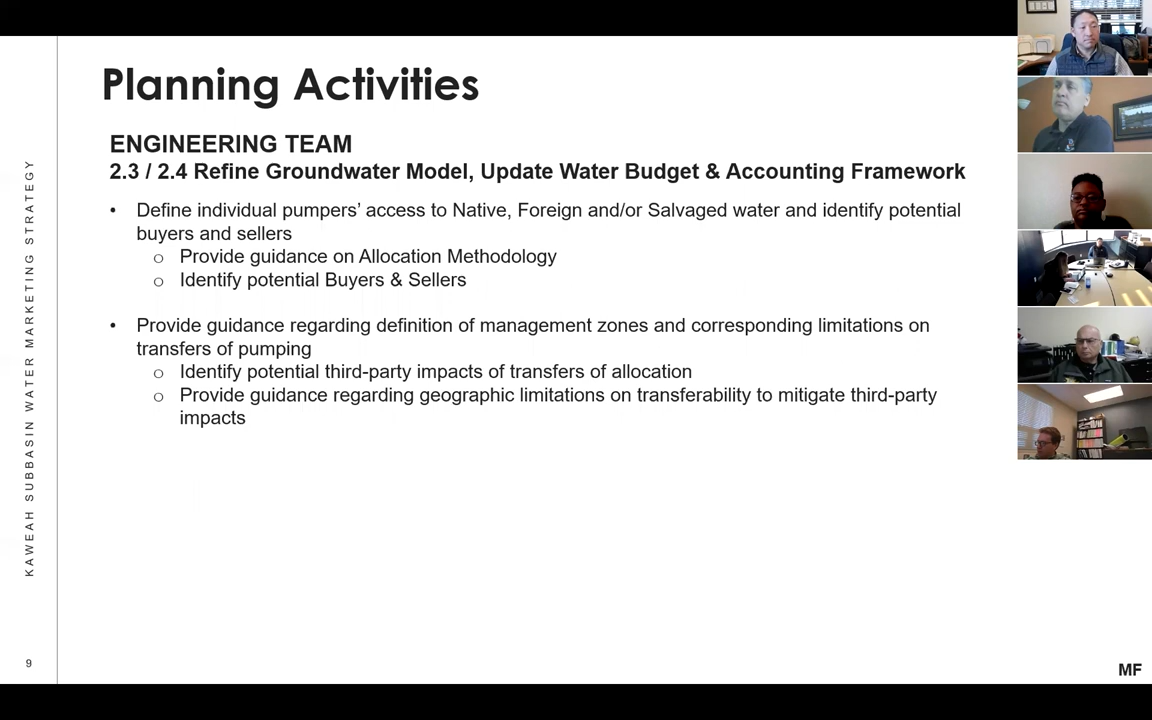 Planning Activities
ENGINEERING TEAM
2.3 / 2.4 Refine Groundwater Model, Update Water Budget & Accounting Framework
• Define individual pumpers’ access to Native, Foreign and/or Salvaged water and identify potential
buyers and sellers
o Provide guidance on Allocation Methodology
o Identify potential Buyers & Sellers
• Provide guidance regarding definition of management zones and corresponding limitations on
transfers of pumping
o Identify potential third-party impacts of transfers of allocation
o Provide guidance regarding geographic limitations on transferability to mitigate third-party
impacts
KAWEAH SUBBASIN WATER MARKETING STRATEGY
9
MF